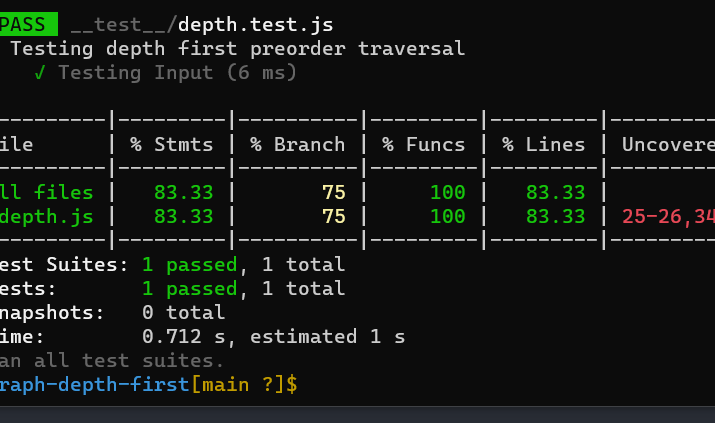 PASS __test__/depth.test.js
Testing depth first preorder traversal
√ Testing Input (6 ms)
---------|---------|----------|---------|---------|---------
ile | % Stmts | % Branch | % Funcs | % Lines | Uncovere
---------|---------|----------|---------|---------|---------
ll files | 83.33 | 75 | 100 | 83.33 |
depth.js | 83.33 | 75 | 100 | 83.33 | 25-26,34
---------|---------|----------|---------|---------|---------
est Suites: 1 passed, 1 total
ests: 1 passed, 1 total
napshots: 0 total
ime: 0.712 s, estimated 1 s
an all test suites.
raph-depth-first[main ?]$